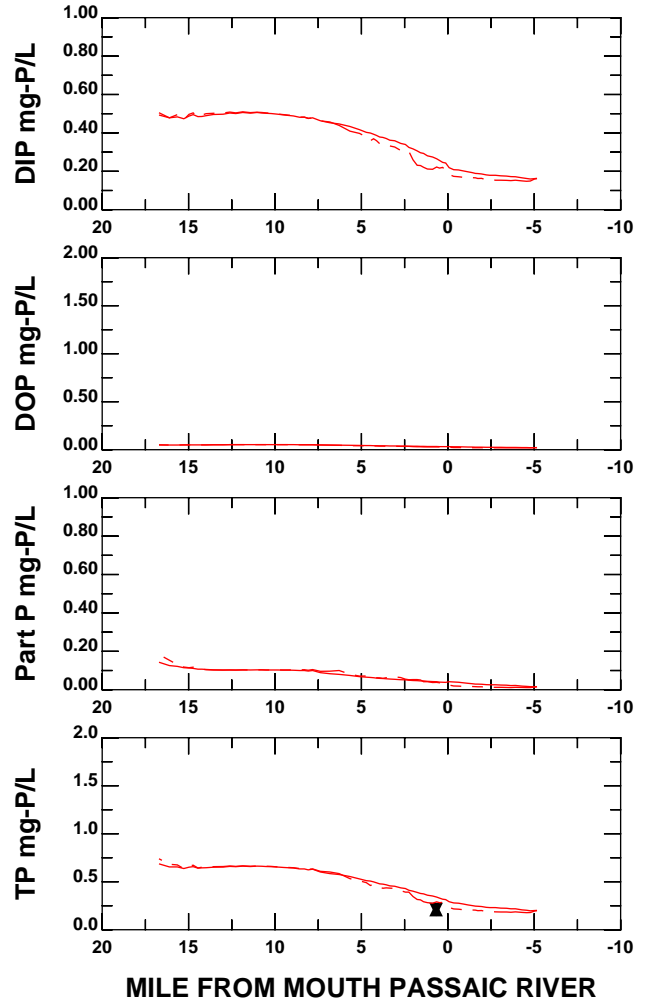 DIP mg-P/L
1.00
0.80
0.60
0.40
0.20
0.00
20 15 10 5 0 -5 -10
DOP mg-P/L
2.00
1.50
1.00
0.50
0.00
20 15 10 5 0 -5 -10
Part P mg-P/L
1.00
0.80
0.60
0.40
0.20
0.00
20 15 10 5 0 -5 -10
TP mg-P/L
2.0
1.5
1.0
0.5
0.0
20 15 10 5 0 -5 -10
MILE FROM MOUTH PASSAIC RIVER